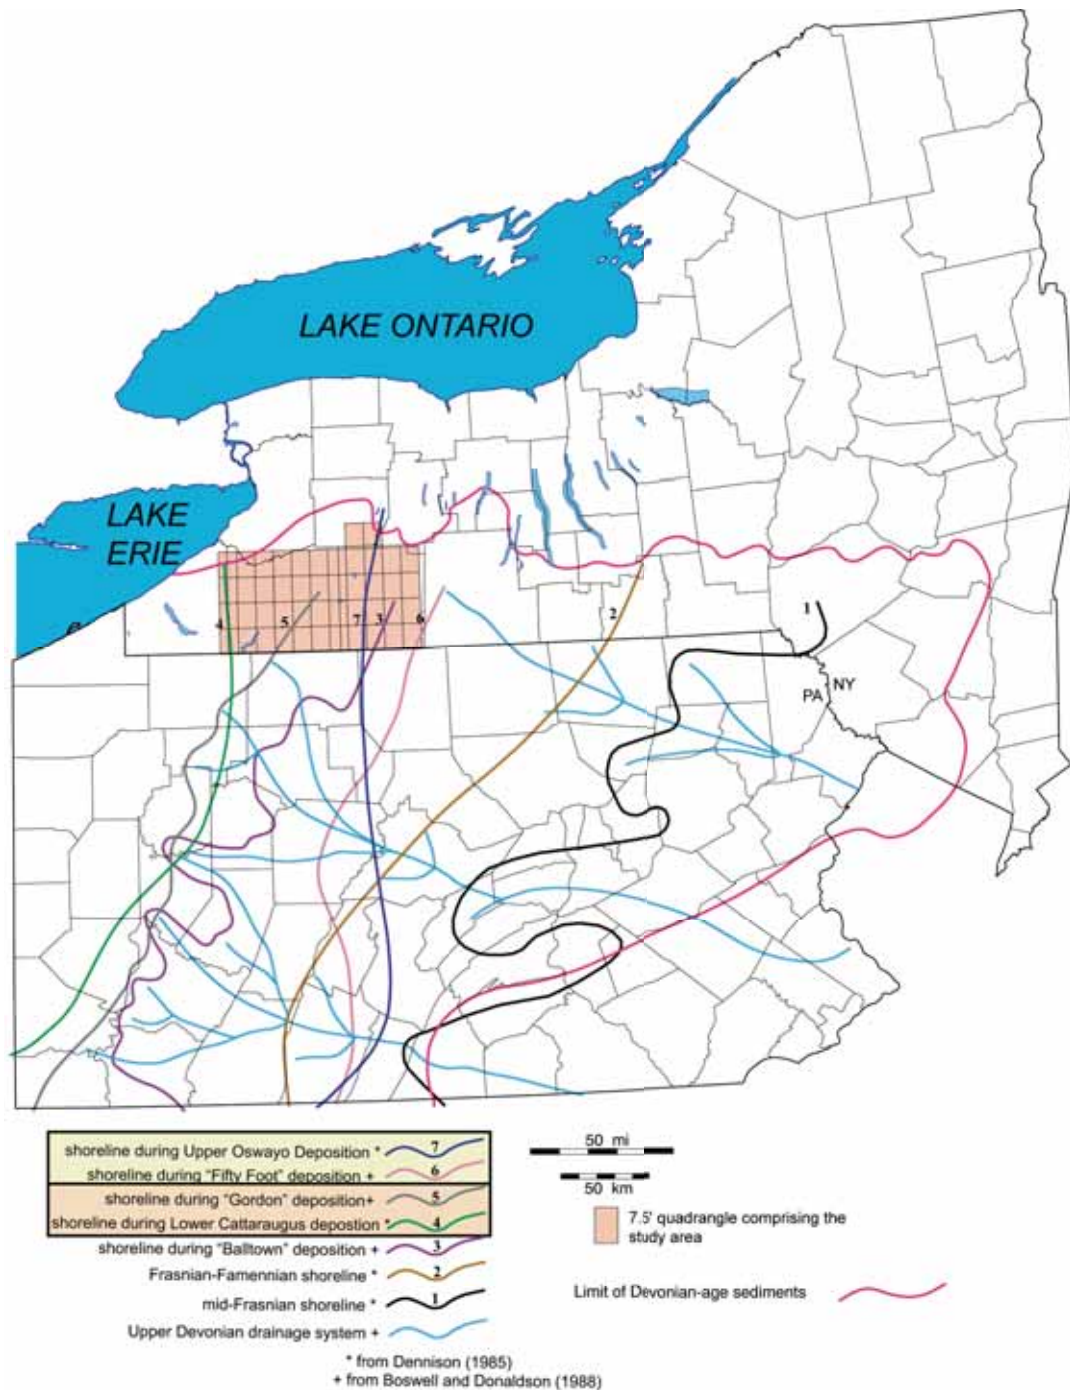 LAKE ONTARIO
LAKE
ERIE
4
5
7
3
6
2
1
PA
NY
shoreline during Upper Oswayo Deposition *
7
shoreline during "Fifty Foot" deposition +
6
shoreline during "Gordon" deposition+
5
shoreline during Lower Cattaraugus depostion *
4
shoreline during "Balltown" deposition +
3
Frasnian-Famennian shoreline *
2
mid-Frasnian shoreline *
1
Upper Devonian drainage system +
* from Dennison (1985)
+ from Boswell and Donaldson (1988)
50 mi
50 km
7.5' quadrangle comprising the
study area
Limit of Devonian-age sediments